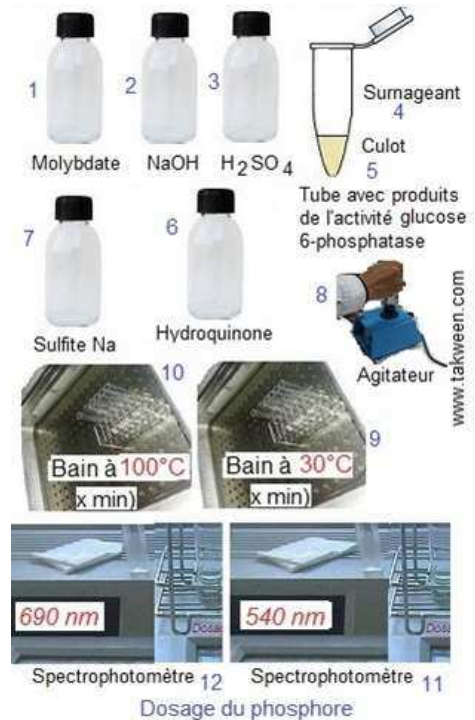 1
2
3
Molybdate
NaOH
H2SO4
Surnageant
4
Culot
5
Tube avec produits
de l'activité glucose
6-phosphatase
7
6
Sulfite Na
Hydroquinone
8
Agitateur
www.takween.com
10
Bain à 100°C
x min)
9
Bain à 30°C
x min)
690 nm
540 nm
Spectrophotomètre 12
Spectrophotomètre 11
Dosage du phosphore